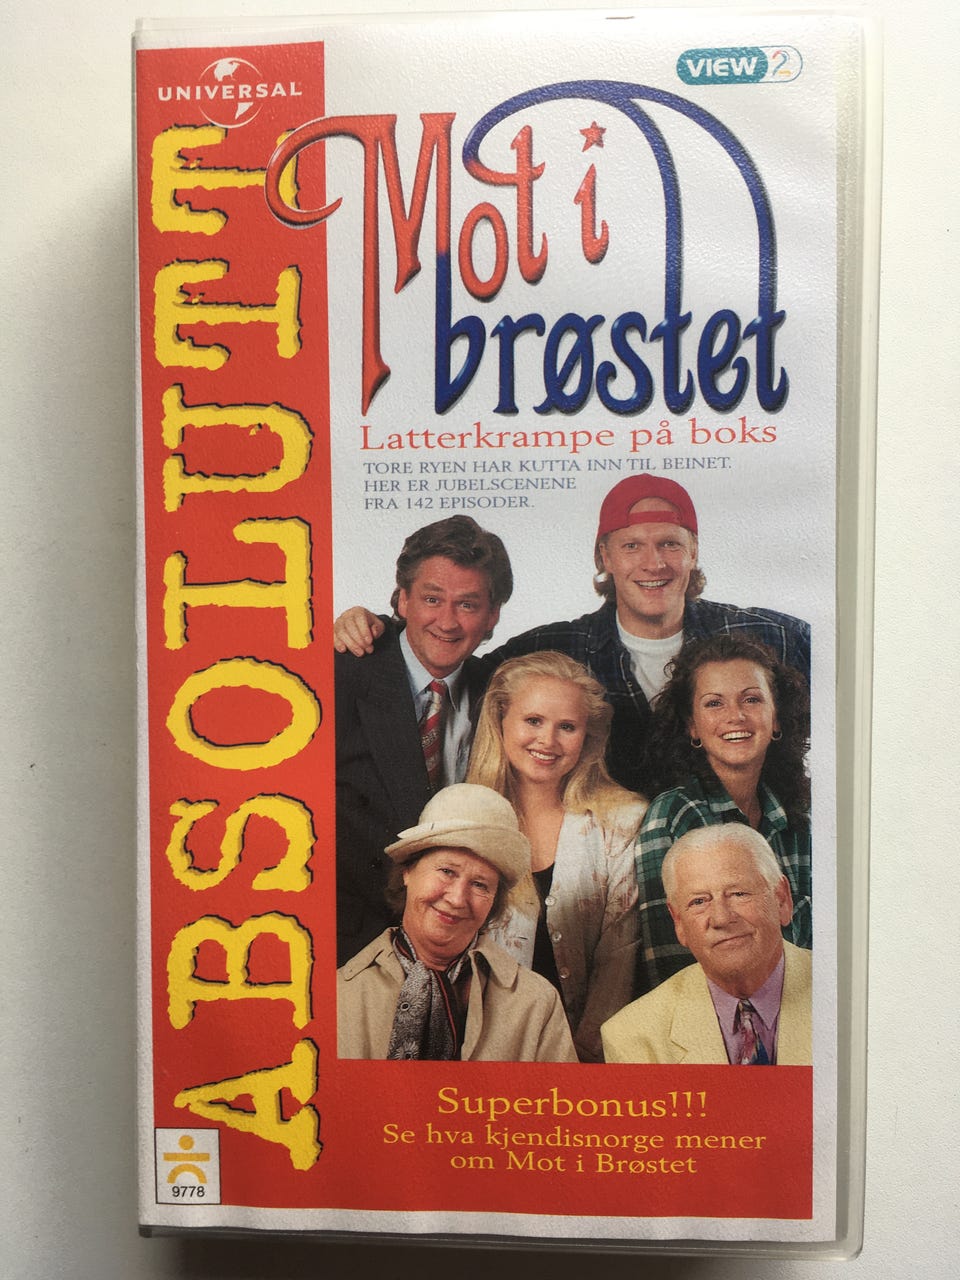 UNIVERSAL
VIEW 2
ABSOLUTT
Mot i
brøstet
Latterkrampe på boks
TORE RYEN HAR KUTTA INN TIL BEINET.
HER ER JUBELSCENENE
FRA 142 EPISODER.
Superbonus!!!
Se hva kjendisnorge mener
om Mot i Brøstet
9778